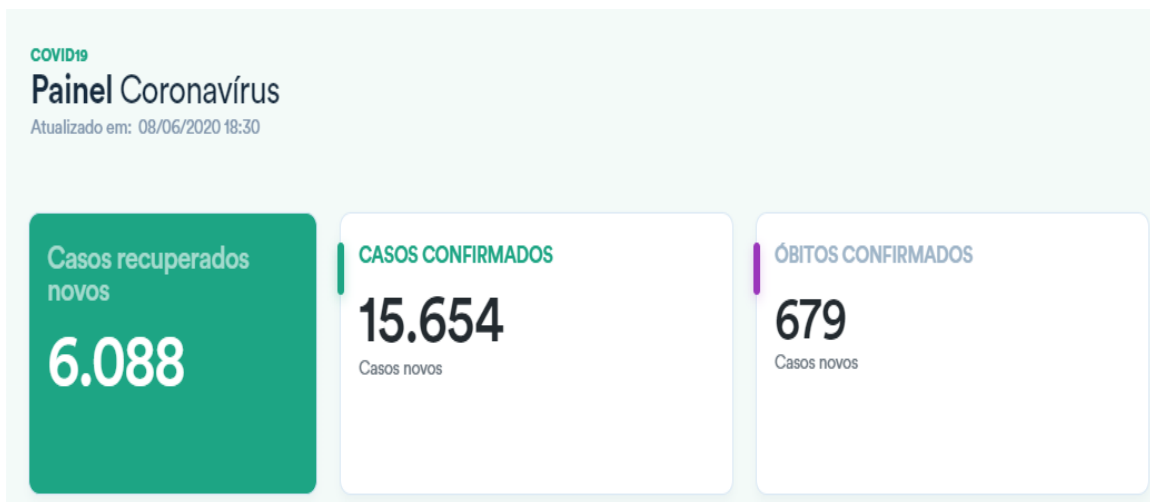 COVID19
Painel Coronavírus
Atualizado em: 08/06/2020 18:30
Casos recuperados
novos
6.088
CASOS CONFIRMADOS
15.654
Casos novos
ÓBITOS CONFIRMADOS
679
Casos novos